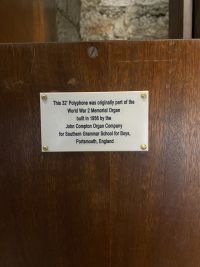 This 32' Polyphone was originally part of the
World War 2 Memorial Organ
built in 1956 by the
John Compton Organ Company
for Southern Grammar School for Boys,
Portsmouth, England